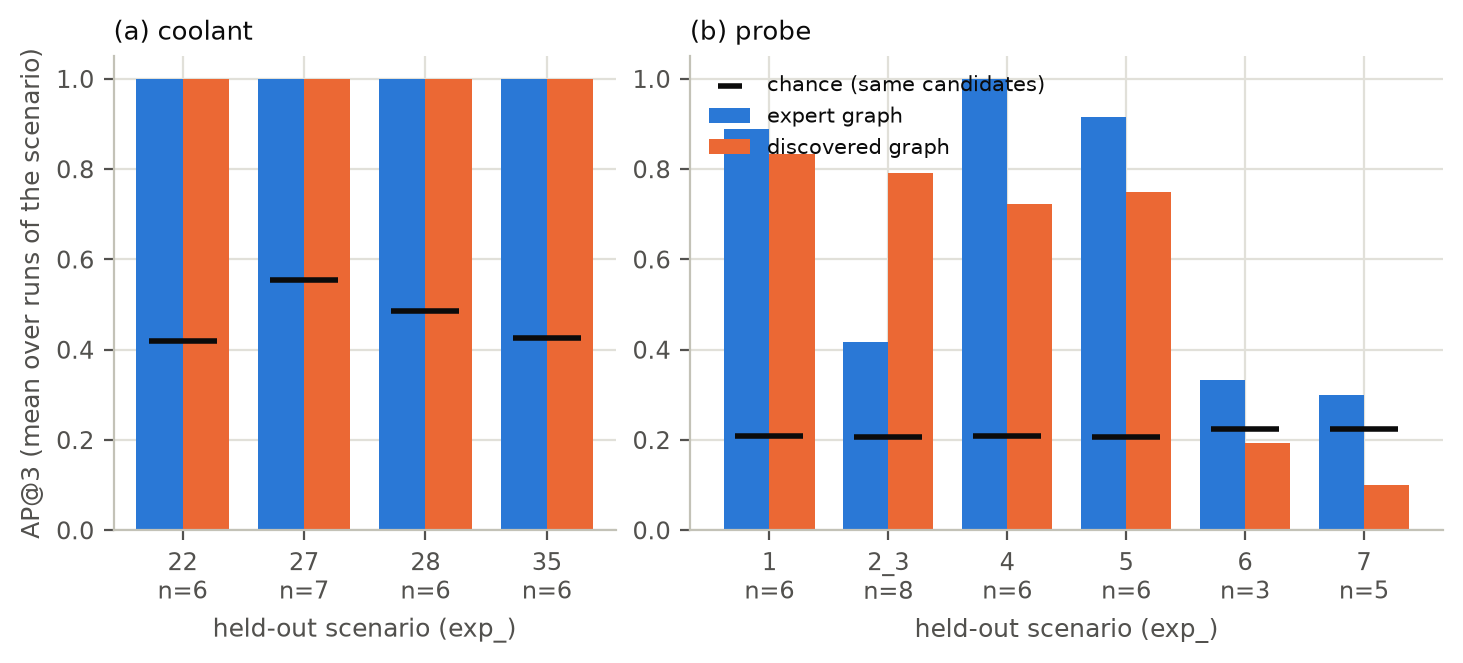 (a) coolant
AP@3 (mean over runs of the scenario)
1.0
0.8
0.6
0.4
0.2
0.0
22 27 28 35
n=6 n=7 n=6 n=6
held-out scenario (exp_)
(b) probe
chance (same candidates)
expert graph
discovered graph
1.0
0.8
0.6
0.4
0.2
0.0
1 2_3 4 5 6 7
n=6 n=8 n=6 n=6 n=3 n=5
held-out scenario (exp_)